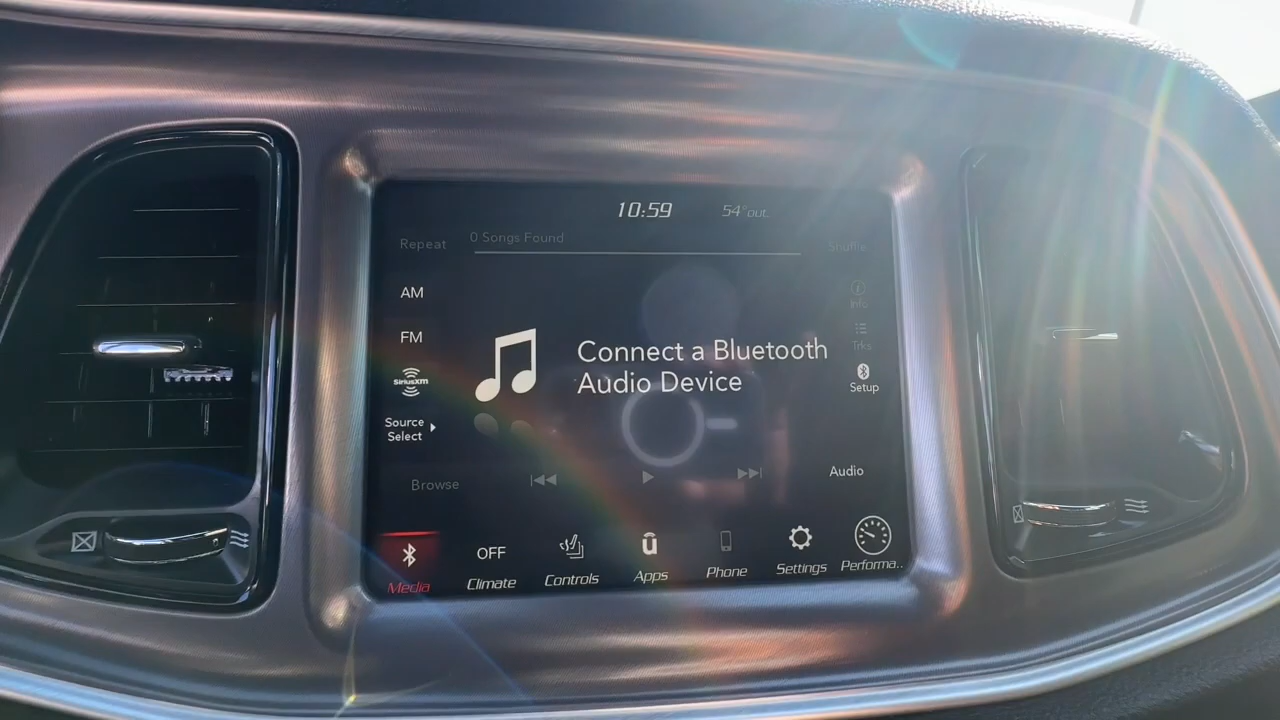 10:59
54°out.
Repeat
0 Songs Found
Shuffle
AM
Info
FM
Trks
Connect a Bluetooth
Audio Device
SiriusXM
Setup
Source
Select
Browse
Audio
Media
OFF
Climate
Controls
Apps
Phone
Settings
Performa..